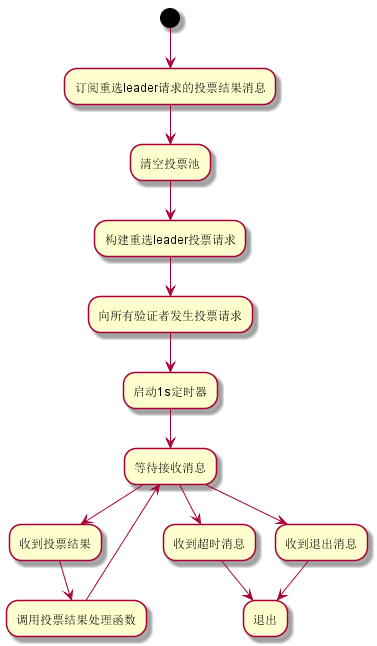 订阅重选leader请求的投票结果消息
清空投票池
构建重选leader投票请求
向所有验证者发生投票请求
启动1s定时器
等待接收消息
收到投票结果
收到超时消息
收到退出消息
调用投票结果处理函数
退出